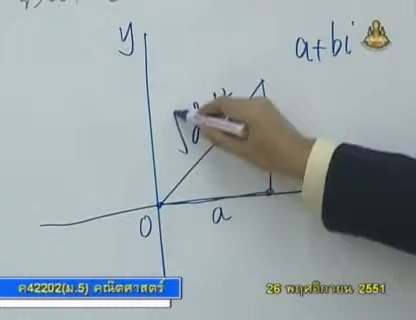 y
a+bi
O
a
ค42202(ม.5) คณิตศาสตร์
26 พฤศจิกายน 2551